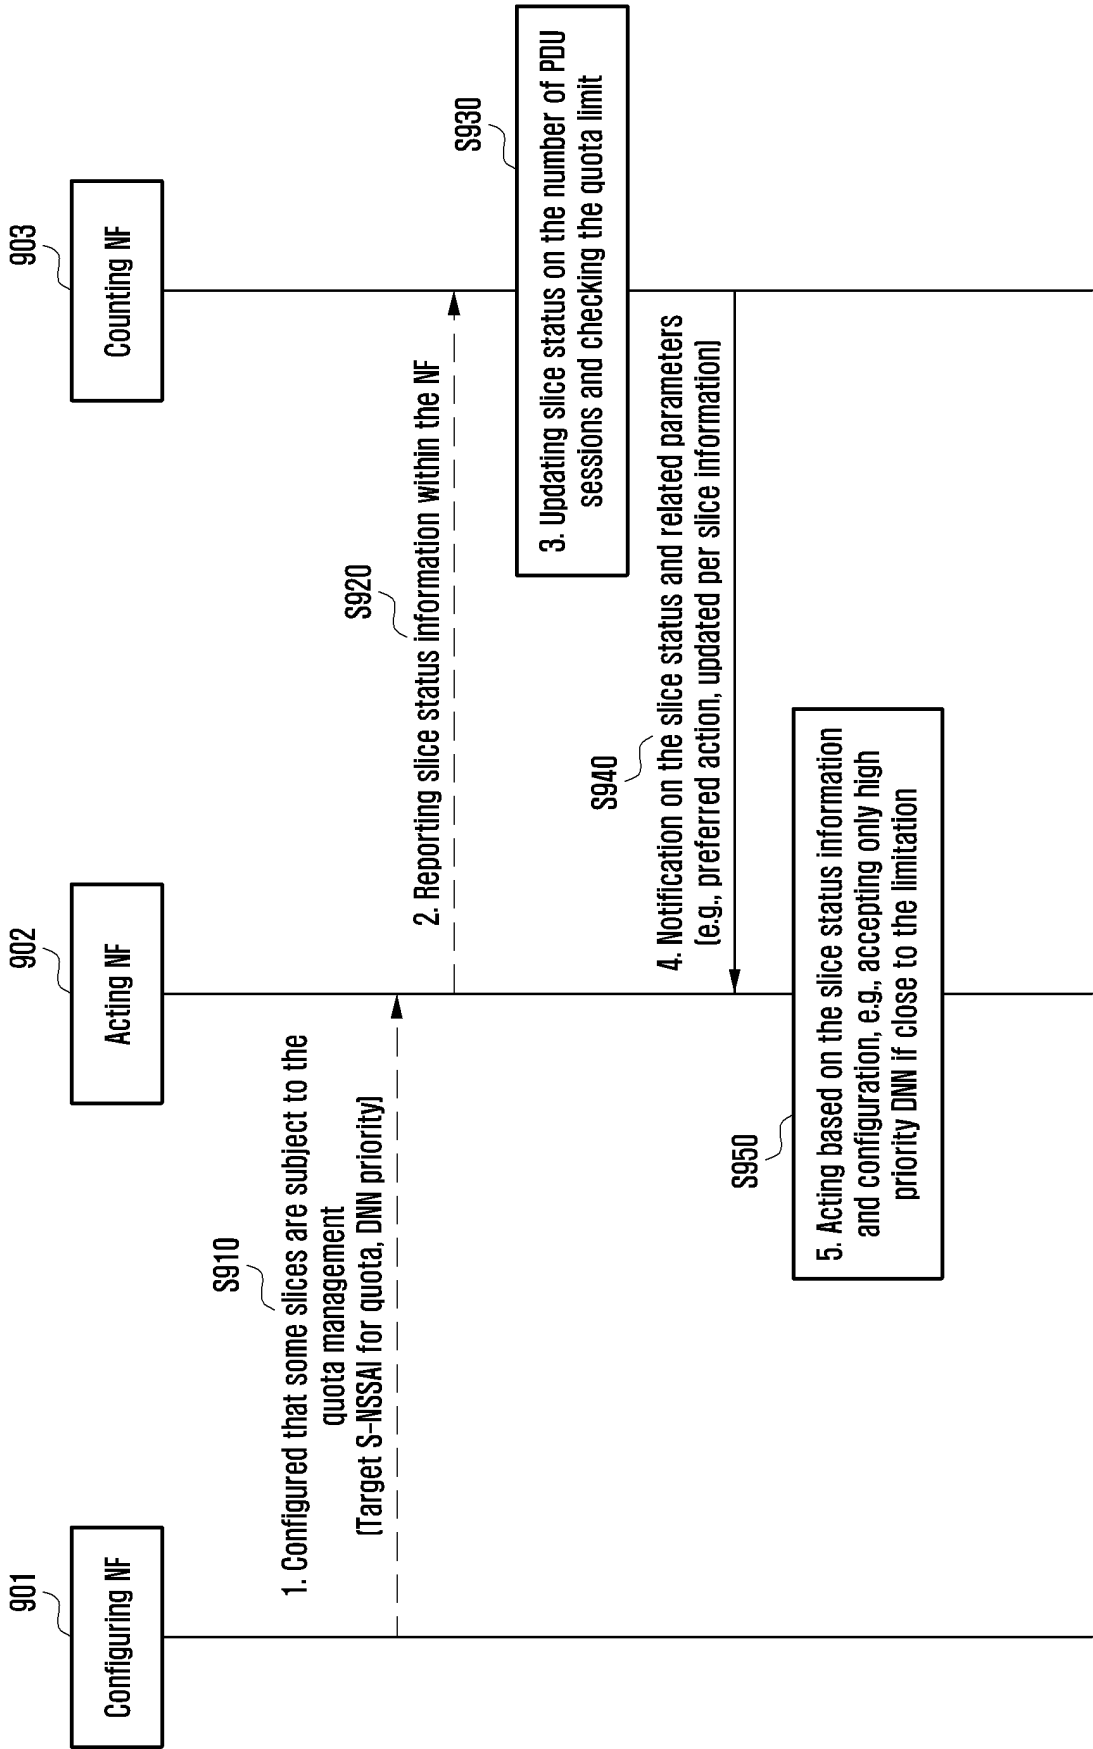 901
Configuring NF
902
Acting NF
903
Counting NF
S910
1. Configured that some slices are subject to the
quota management
(Target S-NSSAI for quota, DNN priority)
S920
2. Reporting slice status information within the NF
S930
3. Updating slice status on the number of PDU
sessions and checking the quota limit
S940
4. Notification on the slice status and related parameters
(e.g., preferred action, updated per slice information)
S950
5. Acting based on the slice status information
and configuration, e.g., accepting only high
priority DNN if close to the limitation